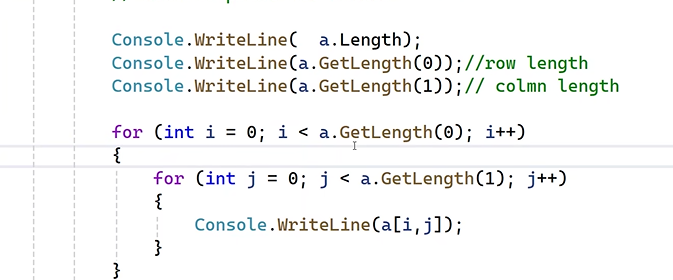 Console.WriteLine(  a.Length);
Console.WriteLine(a.GetLength(0));//row length
Console.WriteLine(a.GetLength(1));// colmn length
for (int i = 0; i < a.GetLength(0); i++)
{
for (int j = 0; j < a.GetLength(1); j++)
{
Console.WriteLine(a[i,j]);
}
}